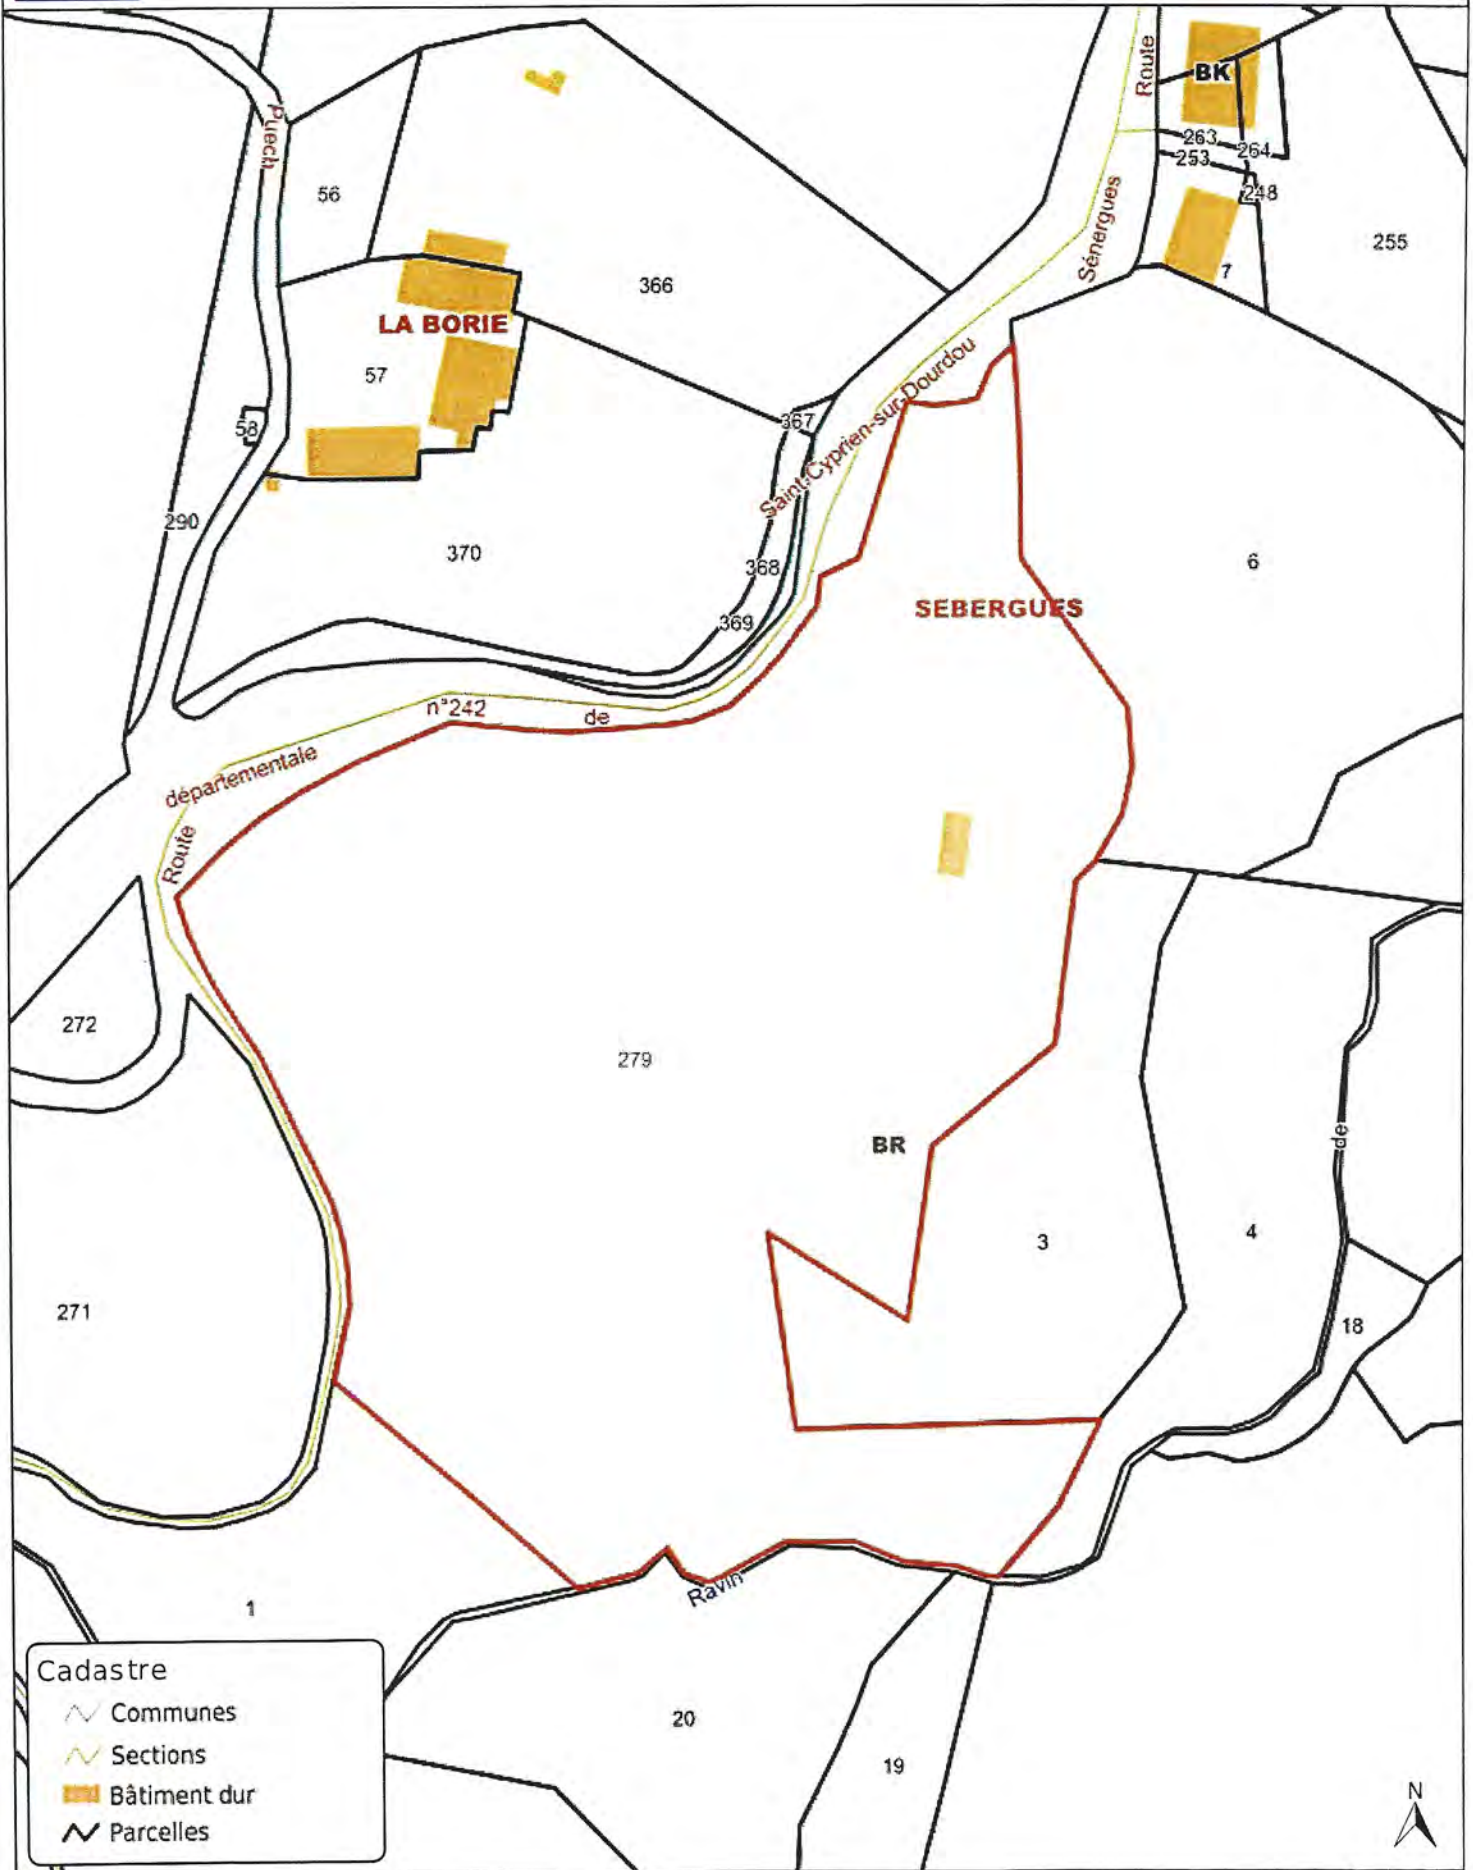 Route
BK
Puech
263
264
253
56
248
Sénergues
255
7
366
LA BORIE
57
Saint-Cyprien-sur-Dourdou
367
58
290
370
368
6
SEBERGUES
369
n°242
de
départementale
Route
272
279
de
BR
4
3
271
18
Ravin
1
Cadastre
Communes
Sections
Bâtiment dur
Parcelles
20
19
N